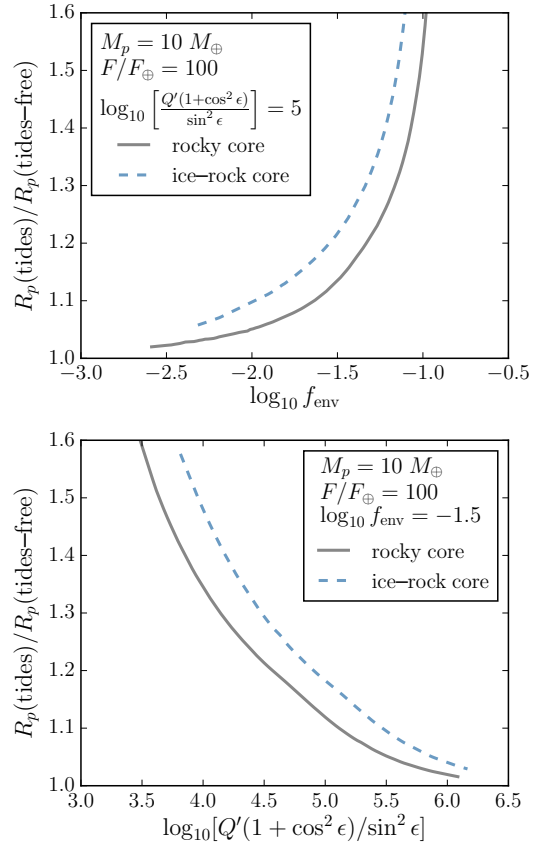 1.6
1.5
1.4
1.3
1.2
1.1
1.0
R_p(tides)/R_p(tides−free)
M_p = 10 M_⊕
F/F_⊕ = 100
log₁₀ [Q′(1+cos² ϵ)/sin² ϵ] = 5
rocky core
ice−rock core
−3.0 −2.5 −2.0 −1.5 −1.0 −0.5
log₁₀ f_env
1.6
1.5
1.4
1.3
1.2
1.1
1.0
R_p(tides)/R_p(tides−free)
M_p = 10 M_⊕
F/F_⊕ = 100
log₁₀ f_env = −1.5
rocky core
ice−rock core
3.0 3.5 4.0 4.5 5.0 5.5 6.0 6.5
log₁₀[Q′(1 + cos² ϵ)/sin² ϵ]